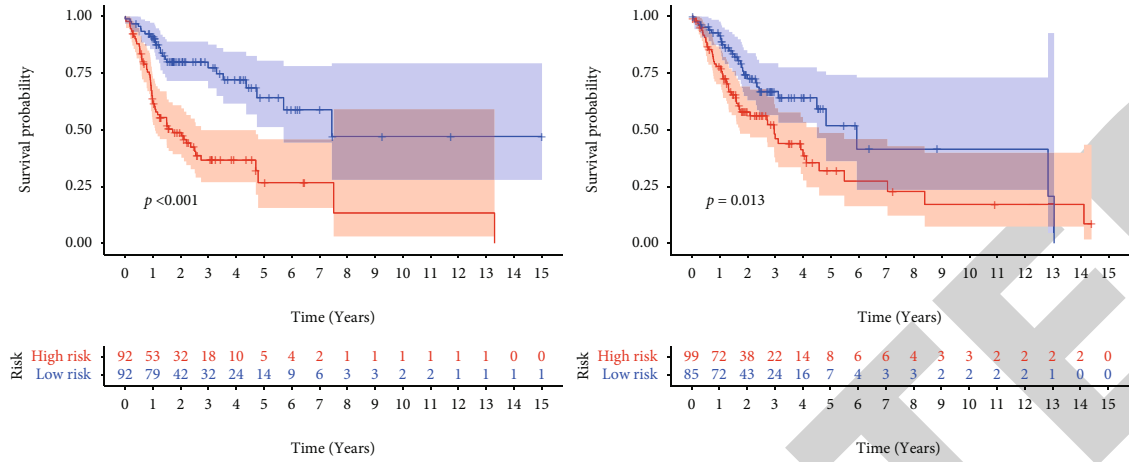 1.00
0.75
0.50
0.25
0.00
Survival probability
p <0.001
0 1 2 3 4 5 6 7 8 9 10 11 12 13 14 15
Time (Years)
Risk
High risk 92 53 32 18 10 5 4 2 1 1 1 1 1 1 0 0
Low risk 92 79 42 32 24 14 9 6 3 3 2 2 1 1 1 1
0 1 2 3 4 5 6 7 8 9 10 11 12 13 14 15
Time (Years)
1.00
0.75
0.50
0.25
0.00
Survival probability
p = 0.013
0 1 2 3 4 5 6 7 8 9 10 11 12 13 14 15
Time (Years)
Risk
High risk 99 72 38 22 14 8 6 6 4 3 3 2 2 2 2 0
Low risk 85 72 43 24 16 7 4 3 3 2 2 2 2 1 0 0
0 1 2 3 4 5 6 7 8 9 10 11 12 13 14 15
Time (Years)